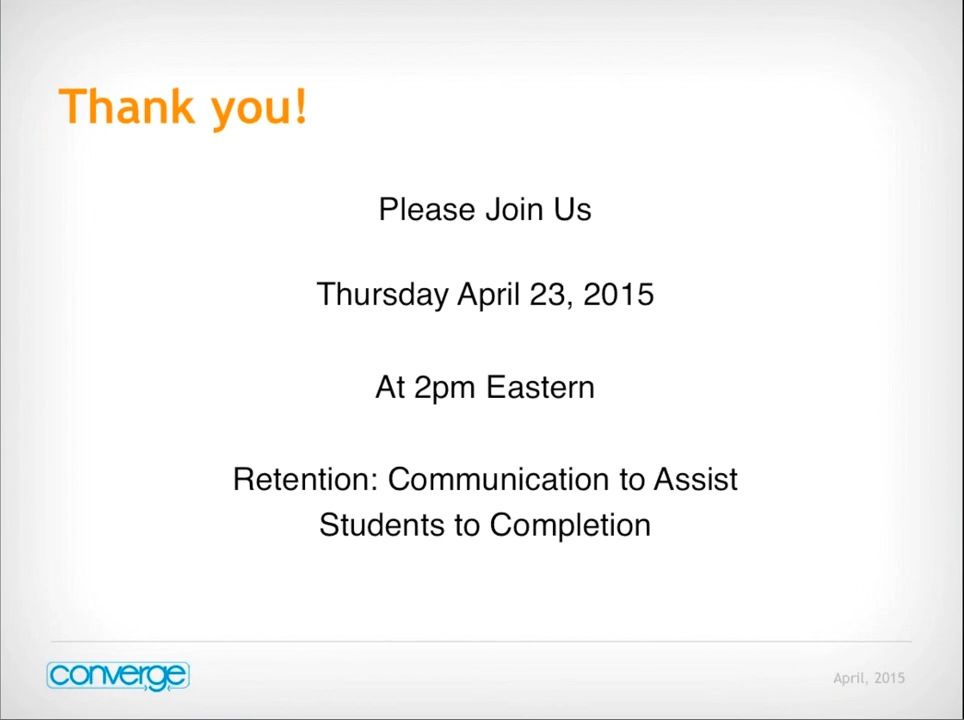 Thank you!
Please Join Us
Thursday April 23, 2015
At 2pm Eastern
Retention: Communication to Assist
Students to Completion
converge
April, 2015